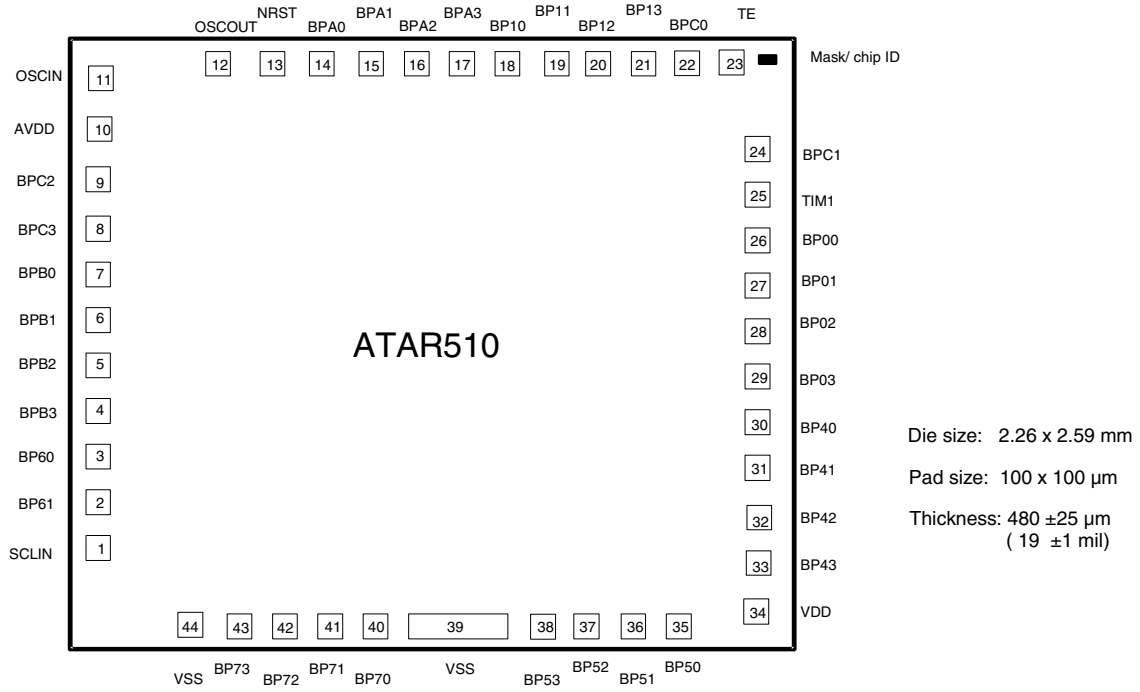 OSCOUT NRST BPA0 BPA1 BPA2 BPA3 BP10 BP11 BP12 BP13 BPC0 TE
12 13 14 15 16 17 18 19 20 21 22 23 Mask/ chip ID
OSCIN 11
AVDD 10
BPC2 9
BPC3 8
BPB0 7
BPB1 6
BPB2 5
BPB3 4
BP60 3
BP61 2
SCLIN 1
ATAR510
24 BPC1
25 TIM1
26 BP00
27 BP01
28 BP02
29 BP03
30 BP40
31 BP41
32 BP42
33 BP43
34 VDD
44 43 42 41 40 39 38 37 36 35
VSS BP73 BP72 BP71 BP70 VSS BP53 BP52 BP51 BP50
Die size: 2.26 x 2.59 mm
Pad size: 100 x 100 µm
Thickness: 480 ±25 µm
( 19 ±1 mil)